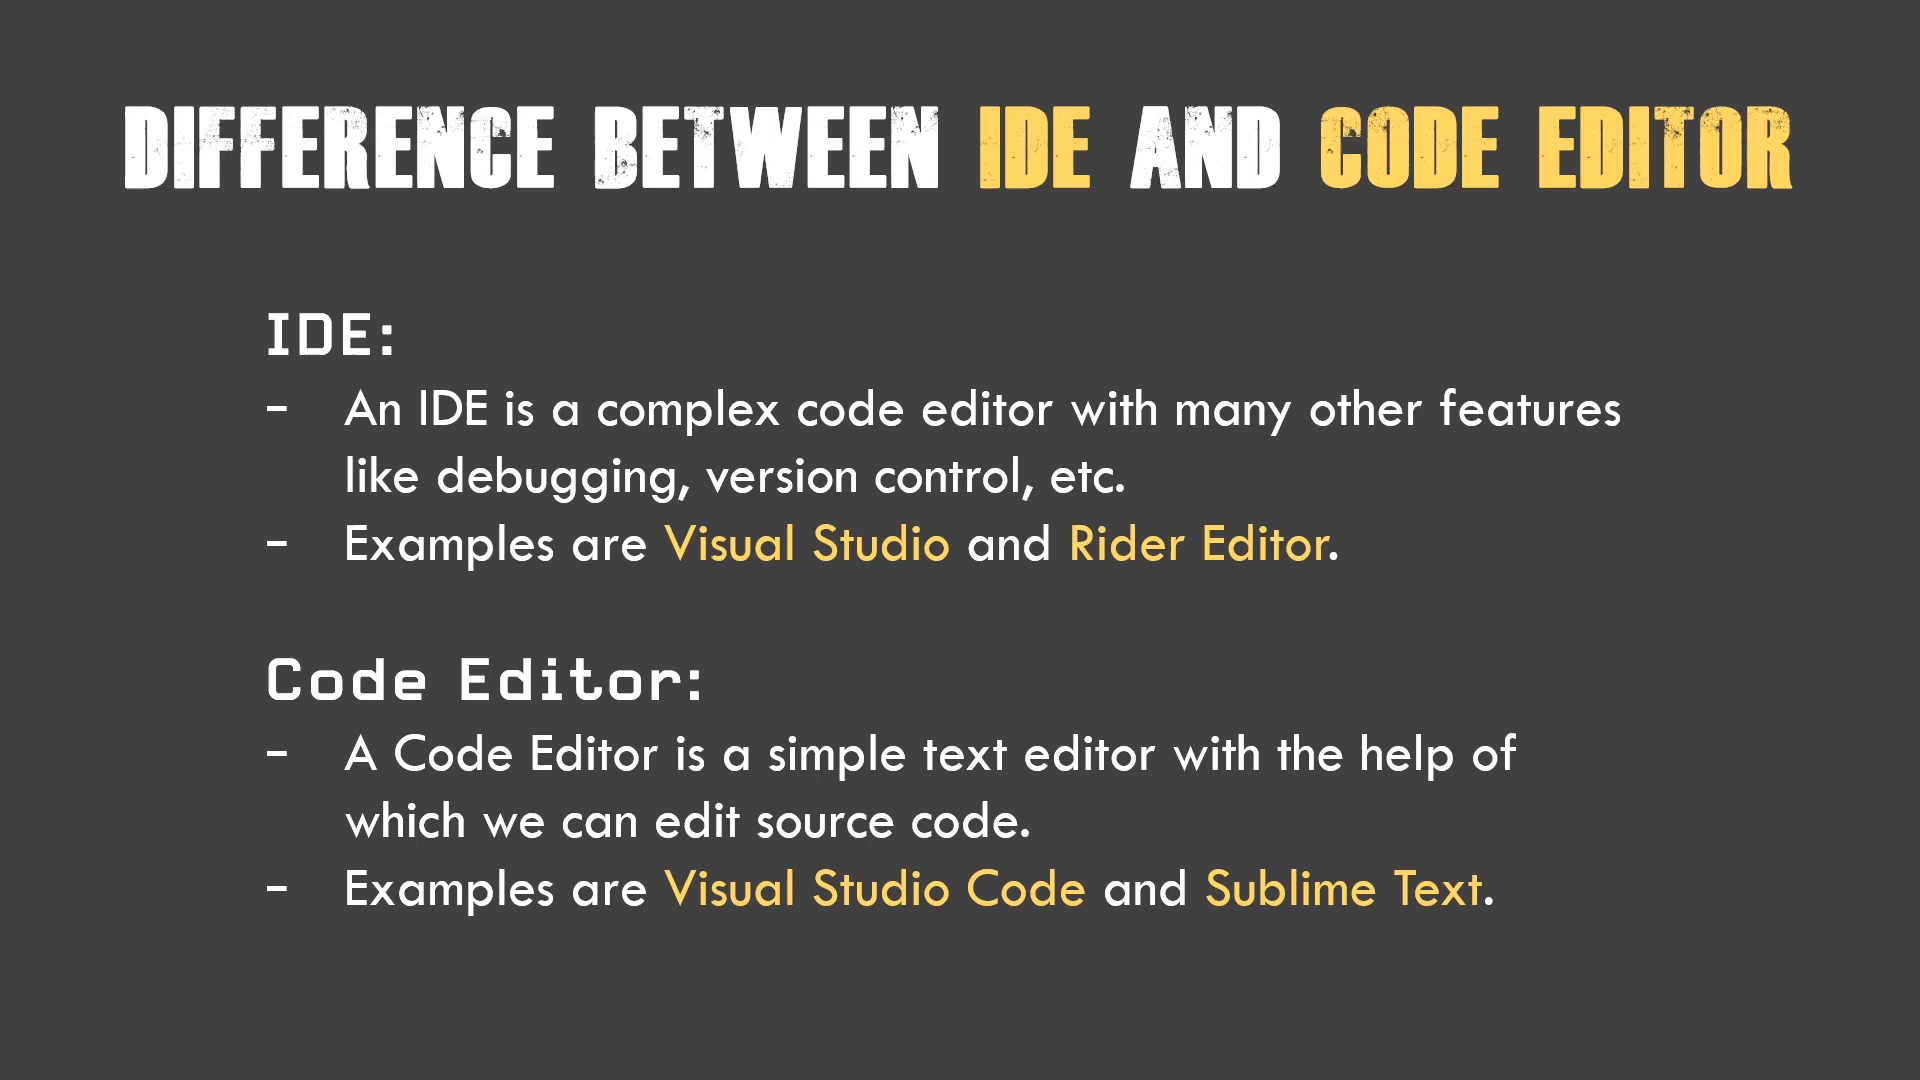 DIFFERENCE BETWEEN IDE AND CODE EDITOR
IDE:
- An IDE is a complex code editor with many other features
like debugging, version control, etc.
- Examples are Visual Studio and Rider Editor.
Code Editor:
- A Code Editor is a simple text editor with the help of
which we can edit source code.
- Examples are Visual Studio Code and Sublime Text.